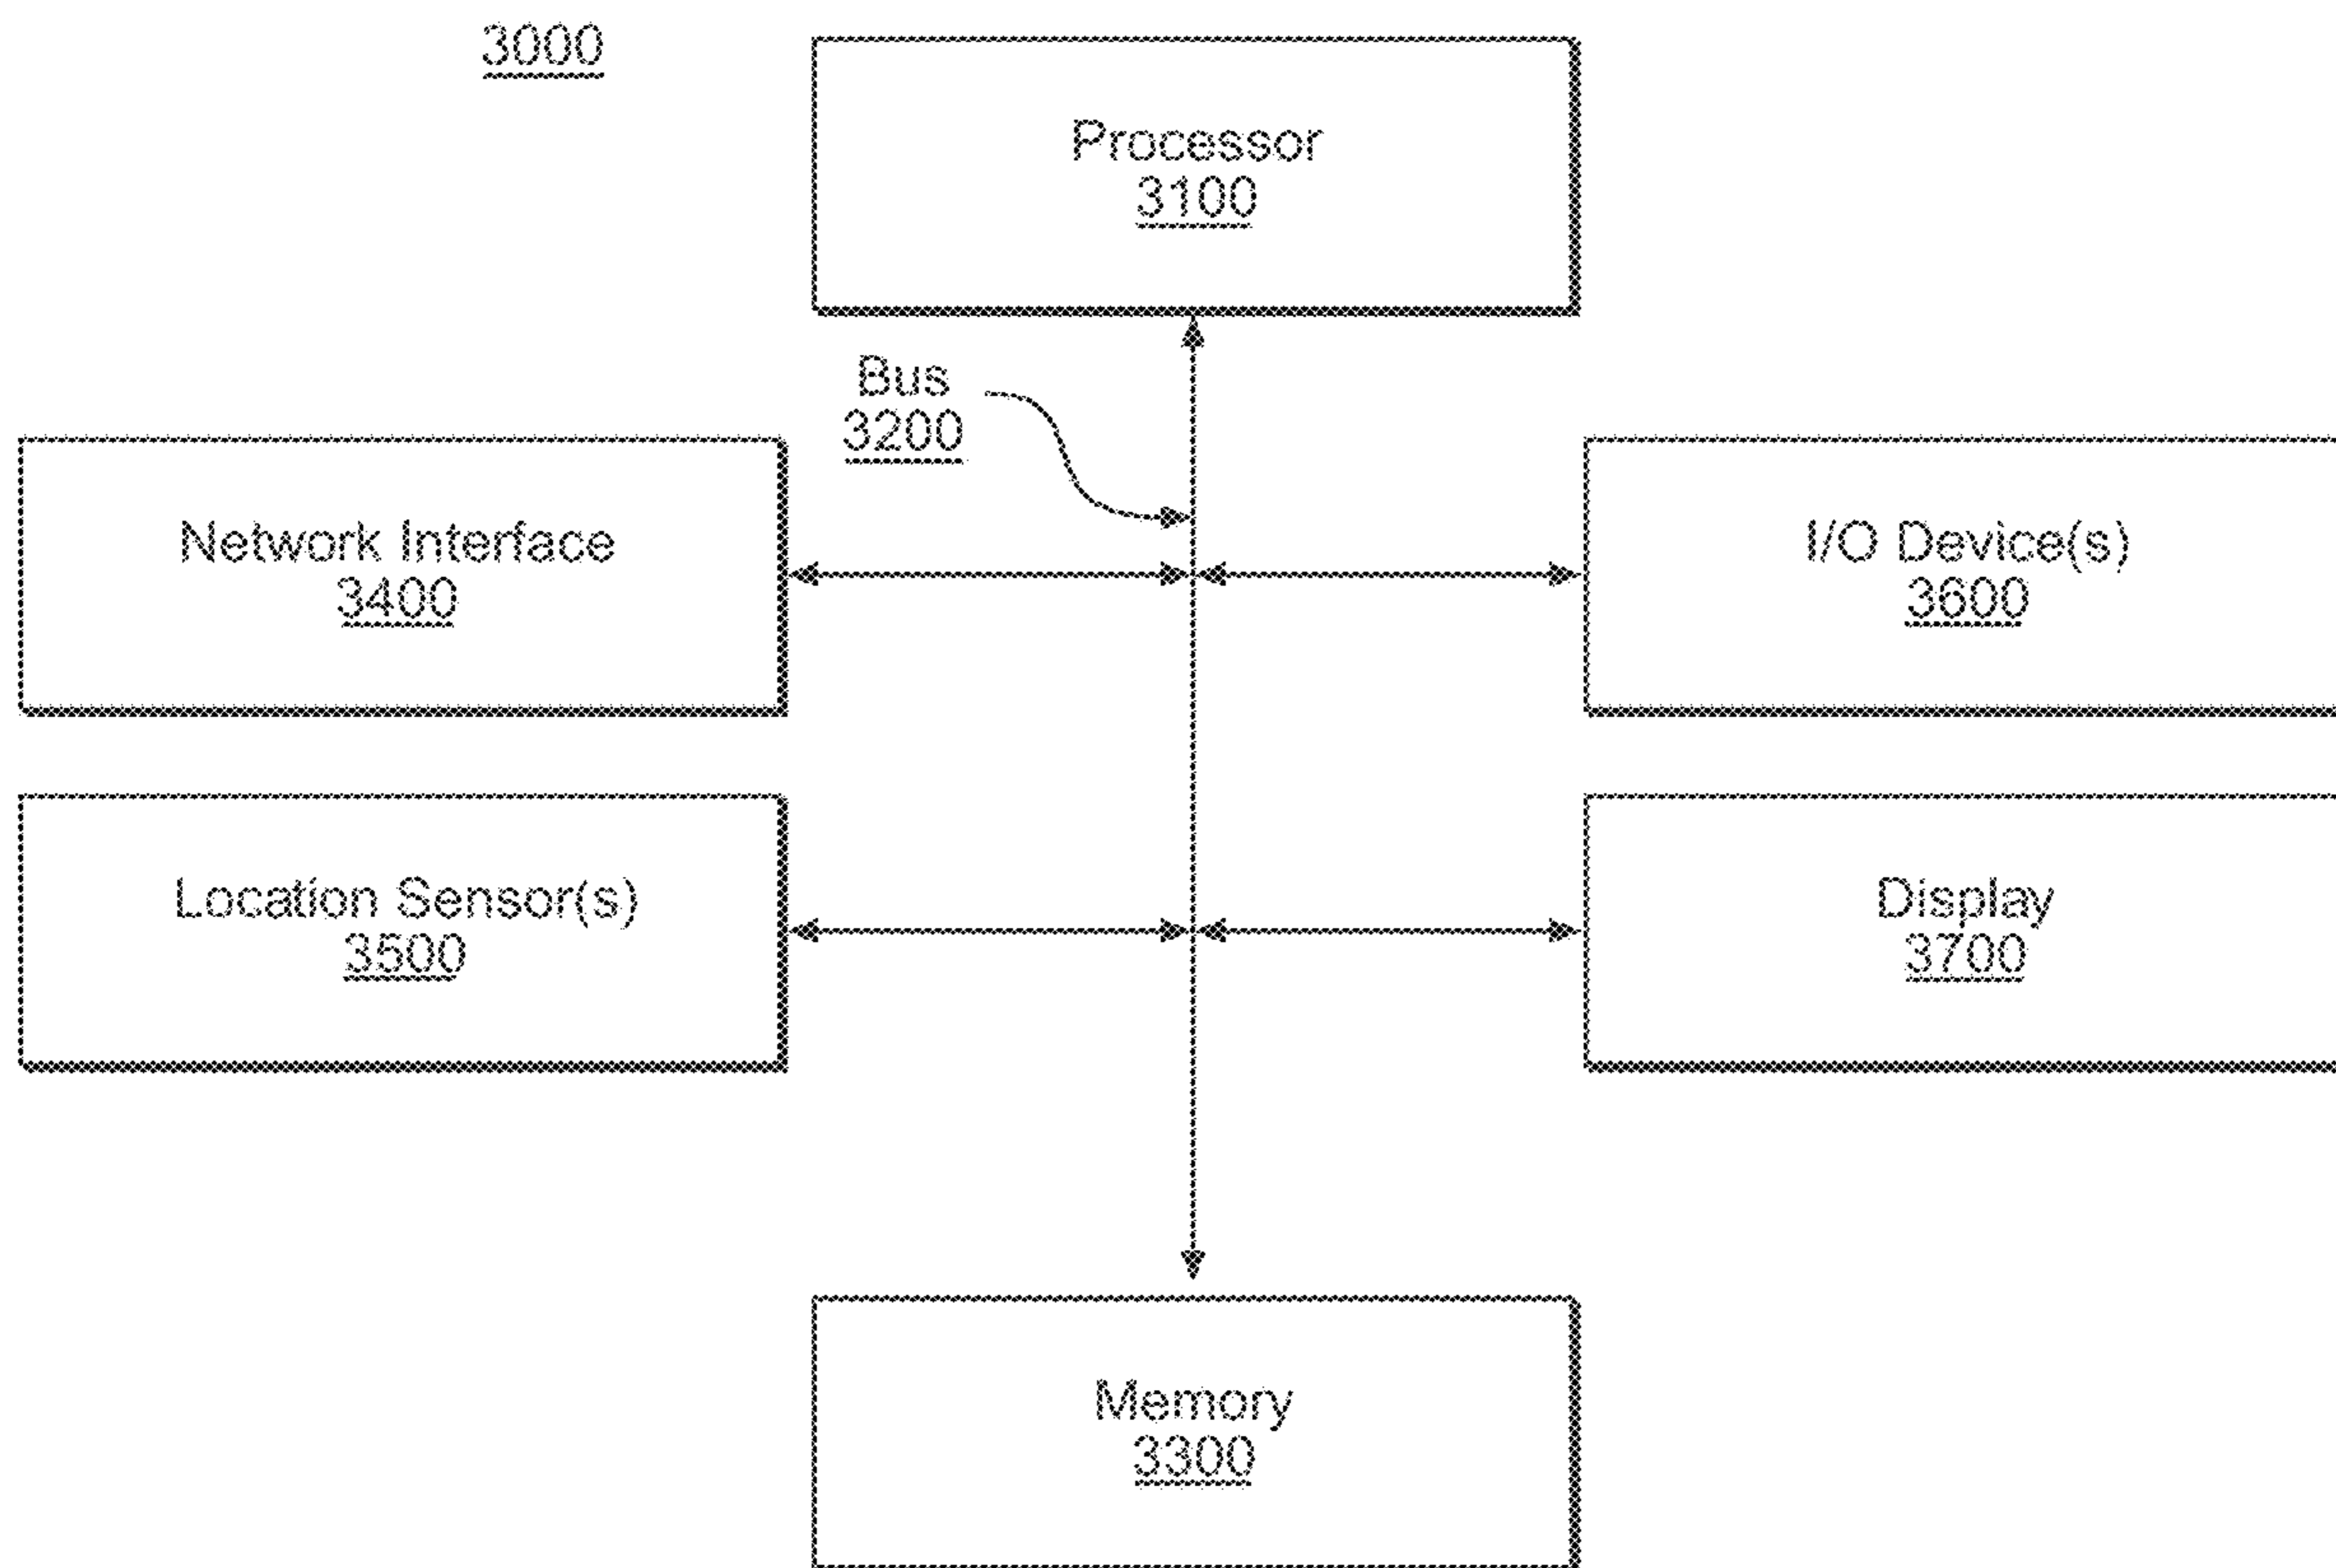 3000
Processor
3100
Bus
3200
Network Interface
3400
I/O Device(s)
3600
Location Sensor(s)
3500
Display
3700
Memory
3300